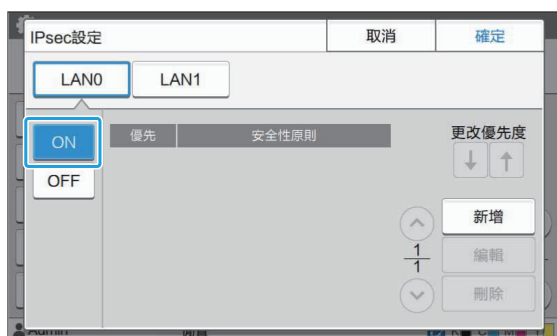 IPsec設定
取消
確定
LAN0
LAN1
ON
OFF
優先
安全性原則
更改優先度
新增
1
1
編輯
刪除
Admin